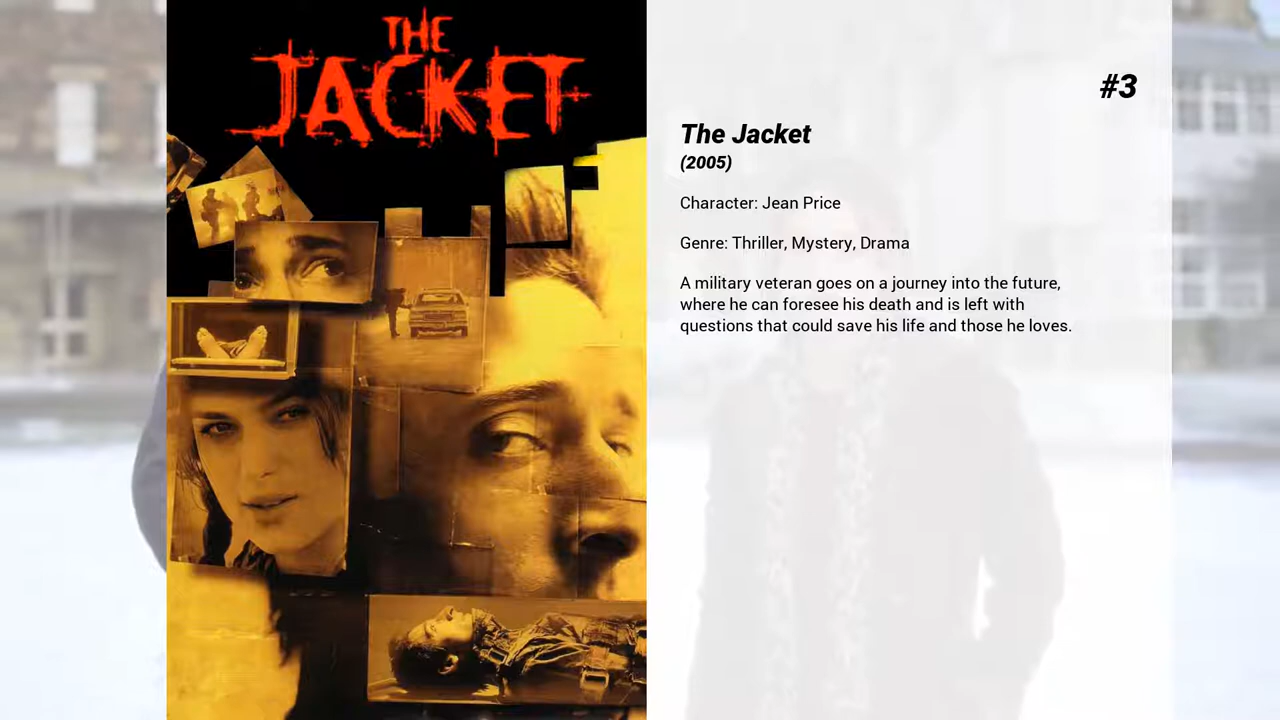 THE
JACKET
#3
The Jacket
(2005)
Character: Jean Price
Genre: Thriller, Mystery, Drama
A military veteran goes on a journey into the future,
where he can foresee his death and is left with
questions that could save his life and those he loves.